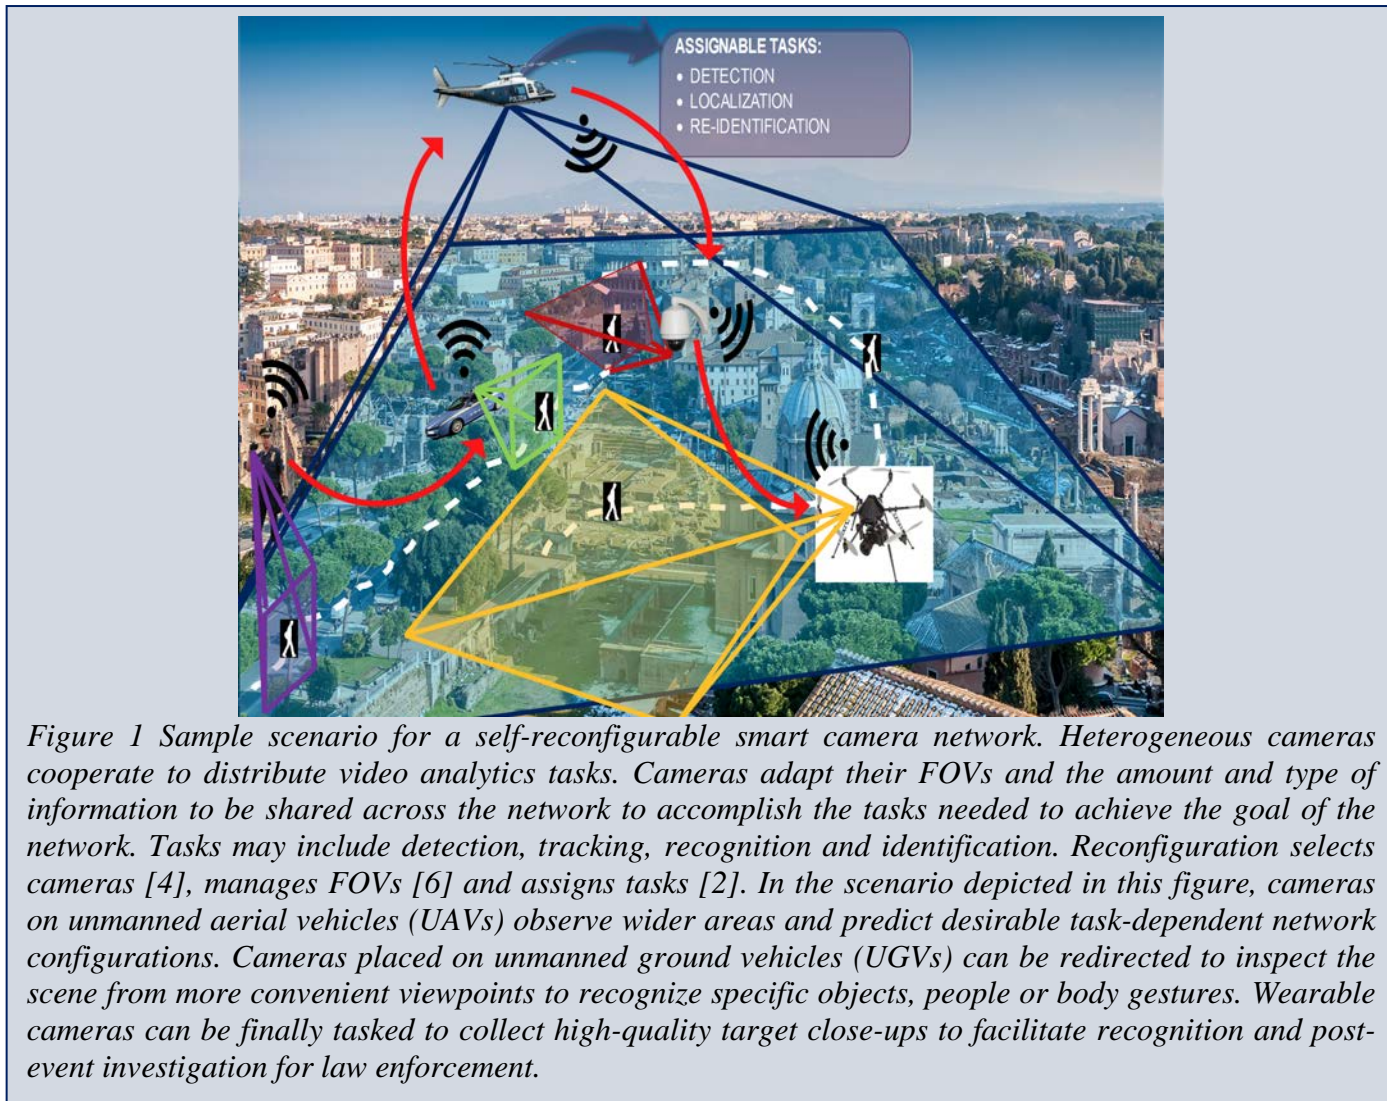 ASSIGNABLE TASKS:
• DETECTION
• LOCALIZATION
• RE-IDENTIFICATION
Figure 1 Sample scenario for a self-reconfigurable smart camera network. Heterogeneous cameras
cooperate to distribute video analytics tasks. Cameras adapt their FOVs and the amount and type of
information to be shared across the network to accomplish the tasks needed to achieve the goal of the
network. Tasks may include detection, tracking, recognition and identification. Reconfiguration selects
cameras [4], manages FOVs [6] and assigns tasks [2]. In the scenario depicted in this figure, cameras
on unmanned aerial vehicles (UAVs) observe wider areas and predict desirable task-dependent network
configurations. Cameras placed on unmanned ground vehicles (UGVs) can be redirected to inspect the
scene from more convenient viewpoints to recognize specific objects, people or body gestures. Wearable
cameras can be finally tasked to collect high-quality target close-ups to facilitate recognition and post-
event investigation for law enforcement.